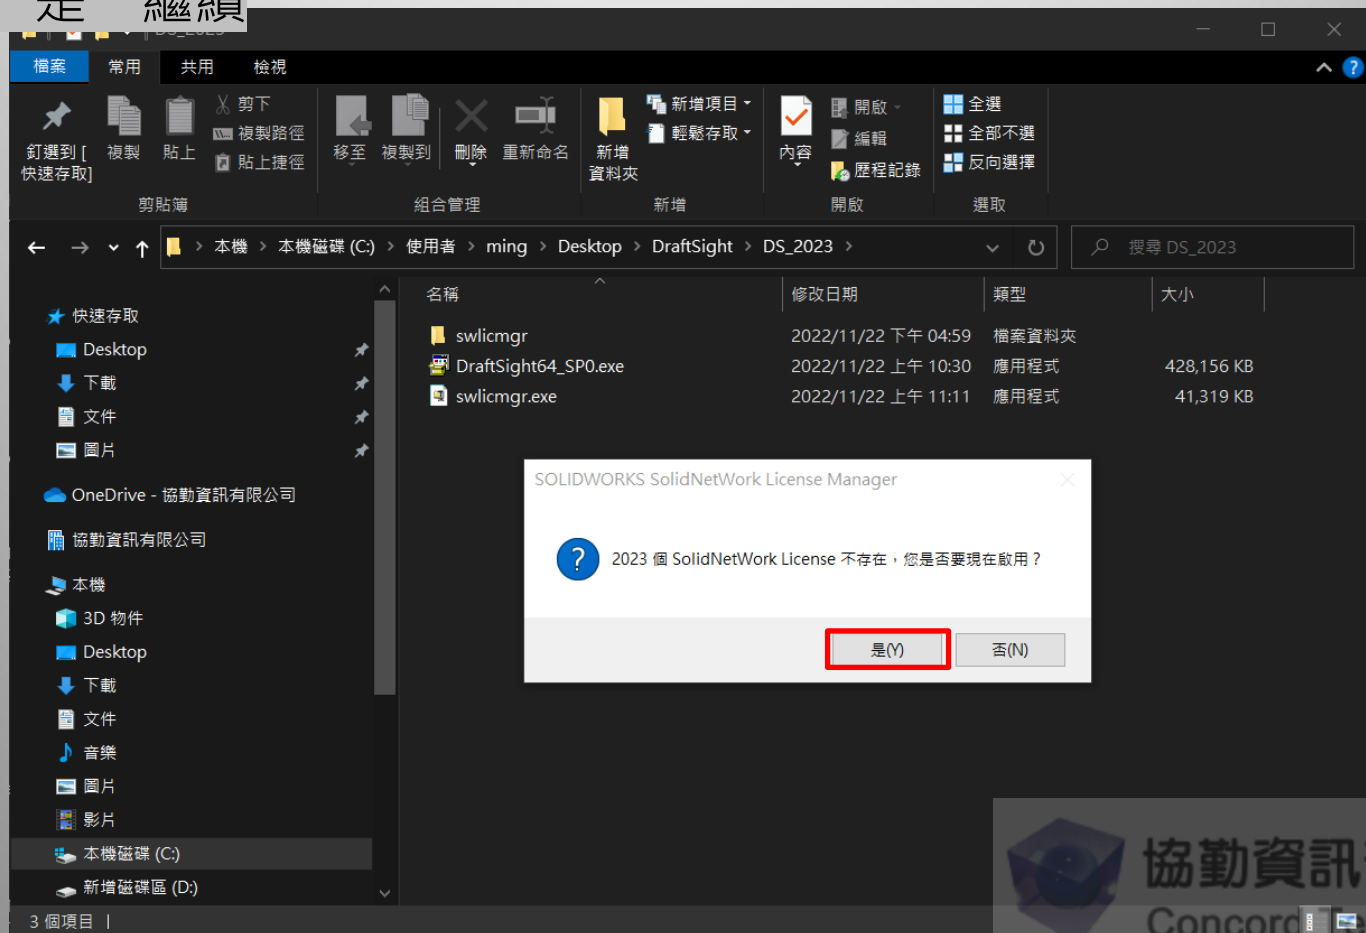 是 繼續
DS_2023
檔案 常用 共用 檢視
釘選到 [
快速存取]
複製
貼上
剪下
複製路徑
貼上捷徑
移至
複製到
刪除
重新命名
新增
資料夾
新增項目
輕鬆存取
內容
開啟
編輯
歷程記錄
全選
全部不選
反向選擇
剪貼簿 組合管理 新增 開啟 選取
本機 > 本機磁碟 (C:) > 使用者 > ming > Desktop > DraftSight > DS_2023 >
搜尋 DS_2023
名稱 修改日期 類型 大小
swlicmgr 2022/11/22 下午 04:59 檔案資料夾
DraftSight64_SP0.exe 2022/11/22 上午 10:30 應用程式 428,156 KB
swlicmgr.exe 2022/11/22 上午 11:11 應用程式 41,319 KB
快速存取
Desktop
下載
文件
圖片
OneDrive - 協勤資訊有限公司
協勤資訊有限公司
本機
3D 物件
Desktop
下載
文件
音樂
圖片
影片
本機磁碟 (C:)
新增磁碟區 (D:)
3 個項目
SOLIDWORKS SolidNetWork License Manager
2023 個 SolidNetWork License 不存在，您是否要現在啟用？
是(Y) 否(N)
協勤資訊
Concord